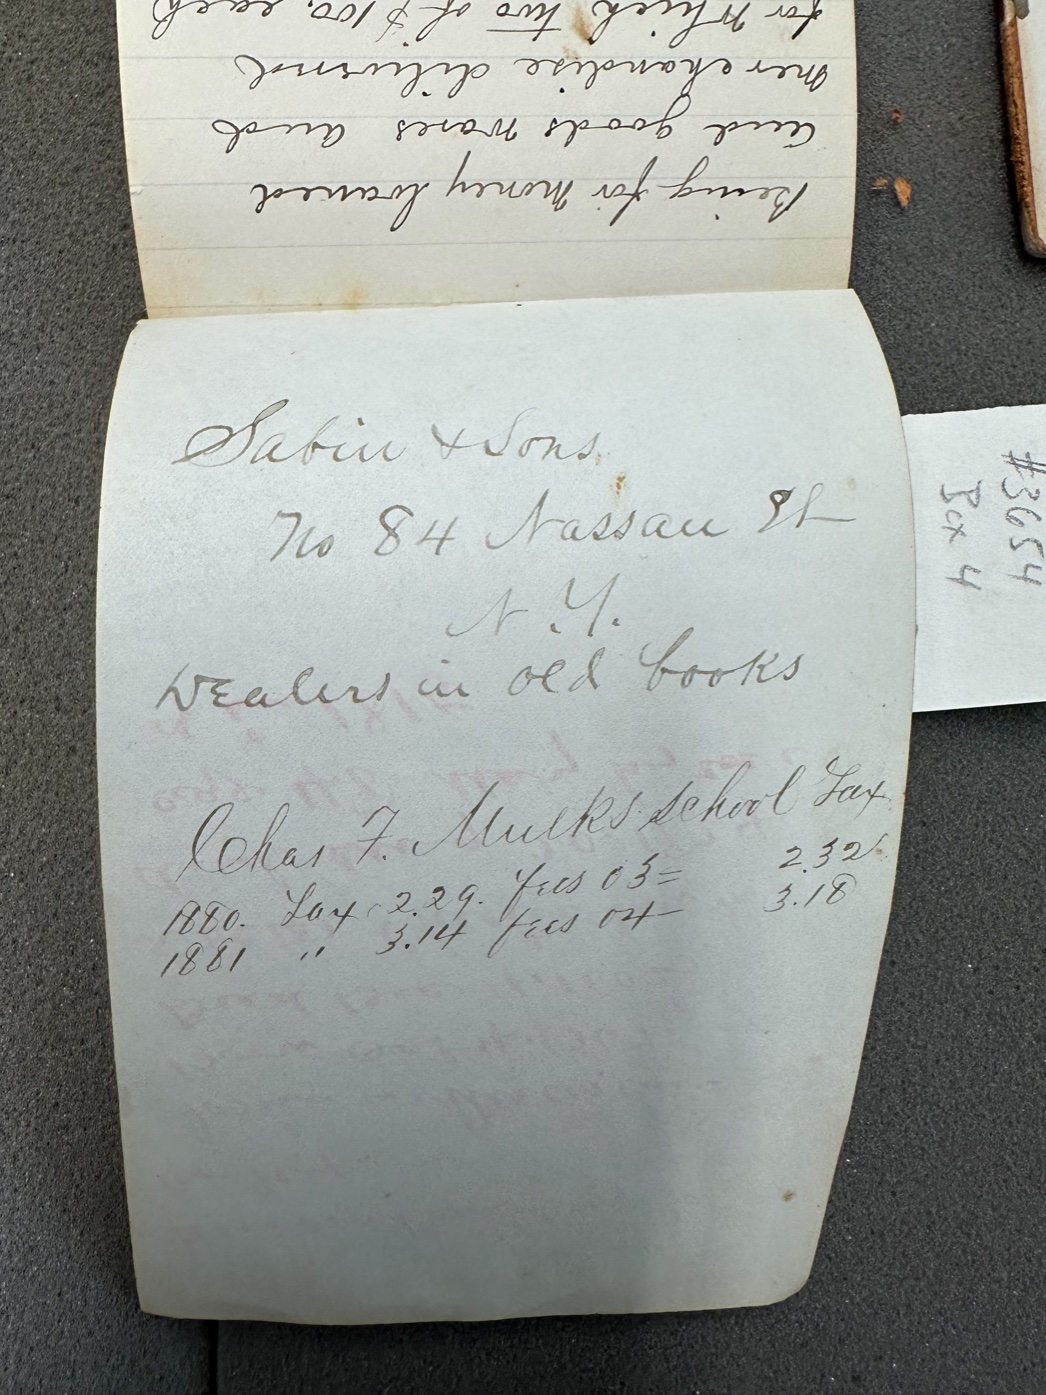 Being for money loaned
and goods wares and
merchandise delivered
for which two of $100, each
Sabin & Sons
No 84 Nassau St
N.Y.
Dealers in old books
Chas F. Mulks school Tax
1880. Tax 2.29. fees 03= 2.32
1881 " 3.14 fees 04 3.18
#3654
Box 4